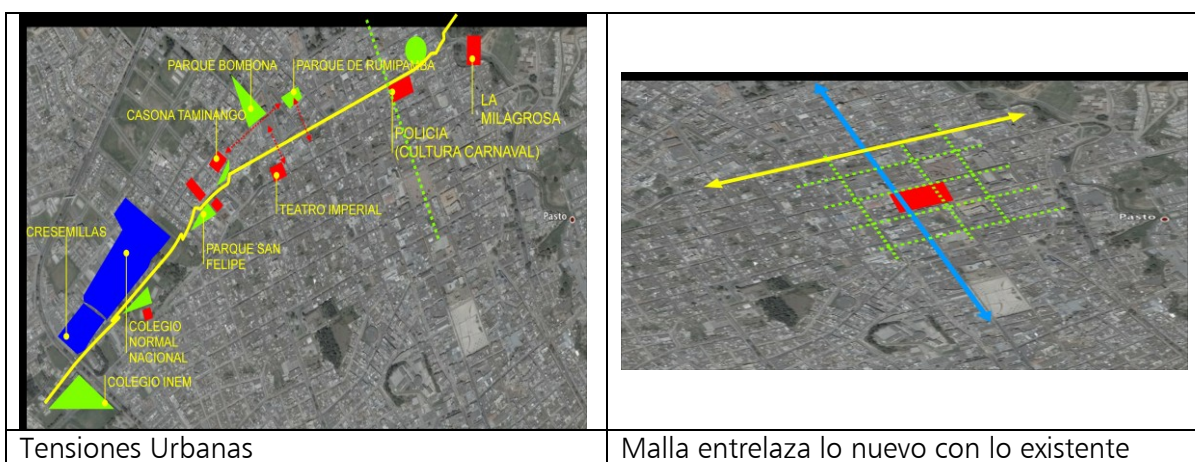 PARQUE BOMBONA
PARQUE DE RUMIPAMBA
CASONA TAMINANGO
LA
MILAGROSA
POLICIA
(CULTURA CARNAVAL)
TEATRO IMPERIAL
Pasto
CRESEMILLAS
PARQUE SAN
FELIPE
COLEGIO
NORMAL
NACIONAL
COLEGIO INEM
Tensiones Urbanas
Pasto
Malla entrelaza lo nuevo con lo existente